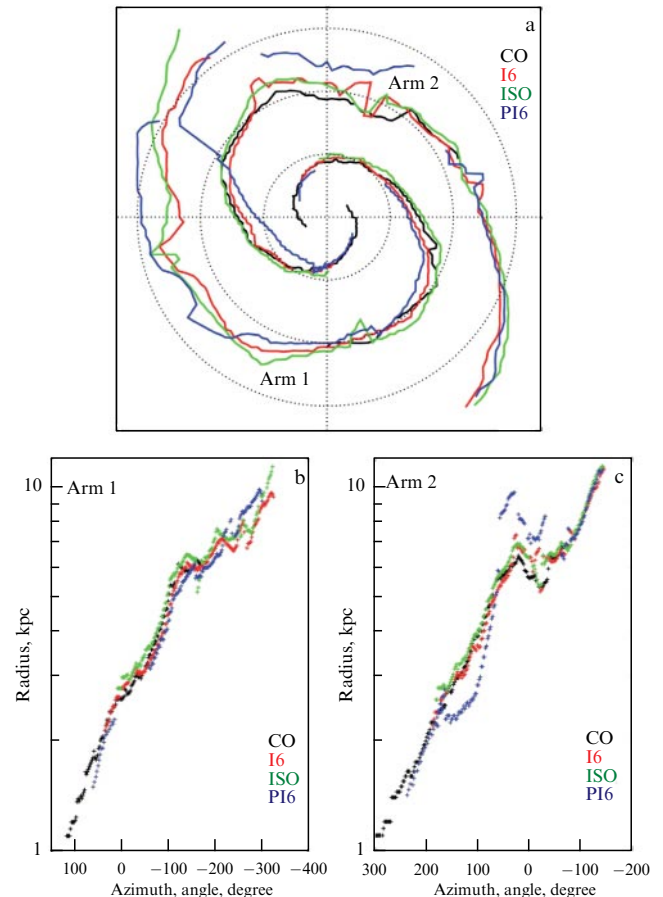 a
CO
I6
ISO
PI6
Arm 2
Arm 1
b
Arm 1
10
Radius, kpc
1
CO
I6
ISO
PI6
100 0 −100 −200 −300 −400
Azimuth, angle, degree
c
Arm 2
10
Radius, kpc
1
CO
I6
ISO
PI6
300 200 100 0 −100 −200
Azimuth, angle, degree